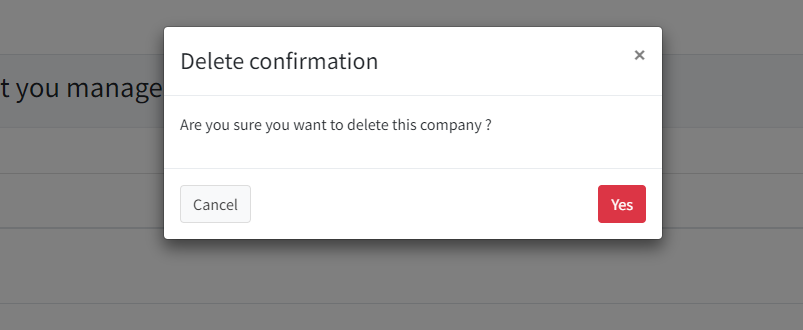 Delete confirmation ×
t you manage
Are you sure you want to delete this company ?
Cancel
Yes